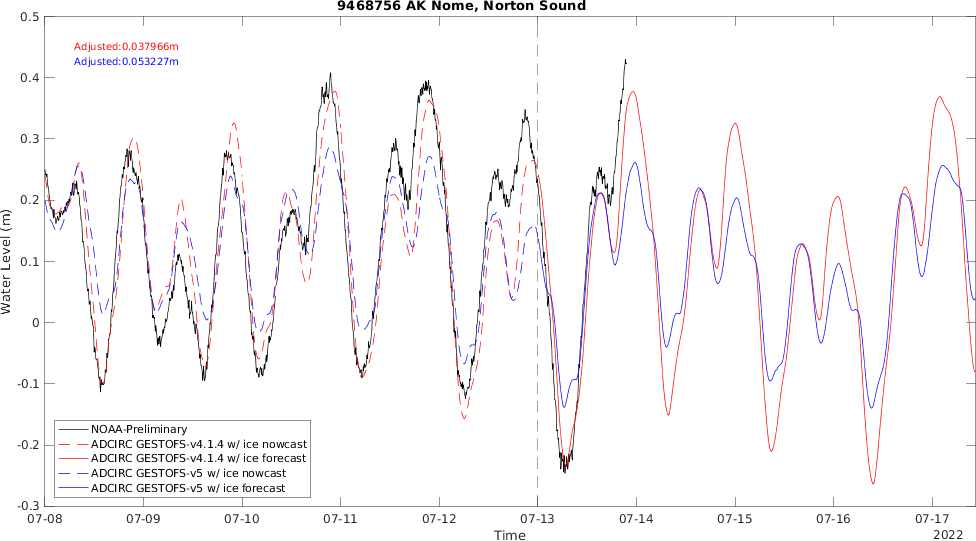 9468756 AK Nome, Norton Sound
Adjusted:0.037966m
Adjusted:0.053227m
0.5
0.4
0.3
0.2
0.1
0
-0.1
-0.2
-0.3
Water Level (m)
NOAA-Preliminary
ADCIRC GESTOFS-v4.1.4 w/ ice nowcast
ADCIRC GESTOFS-v4.1.4 w/ ice forecast
ADCIRC GESTOFS-v5 w/ ice nowcast
ADCIRC GESTOFS-v5 w/ ice forecast
07-08 07-09 07-10 07-11 07-12 07-13 07-14 07-15 07-16 07-17
Time
2022